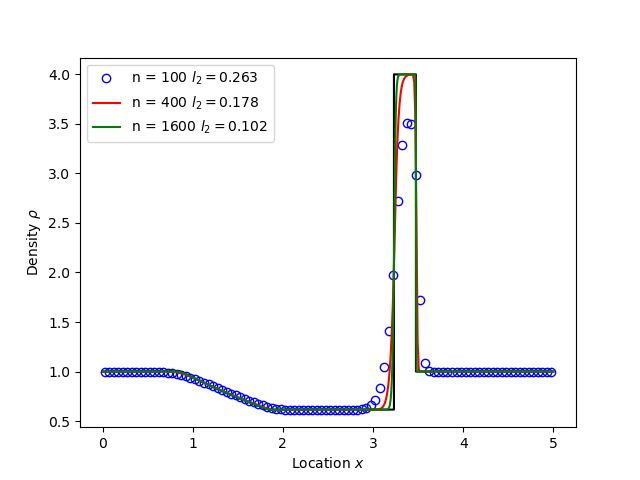 n = 100 l₂ = 0.263
n = 400 l₂ = 0.178
n = 1600 l₂ = 0.102
4.0
3.5
3.0
2.5
2.0
1.5
1.0
0.5
Density ρ
0 1 2 3 4 5
Location x